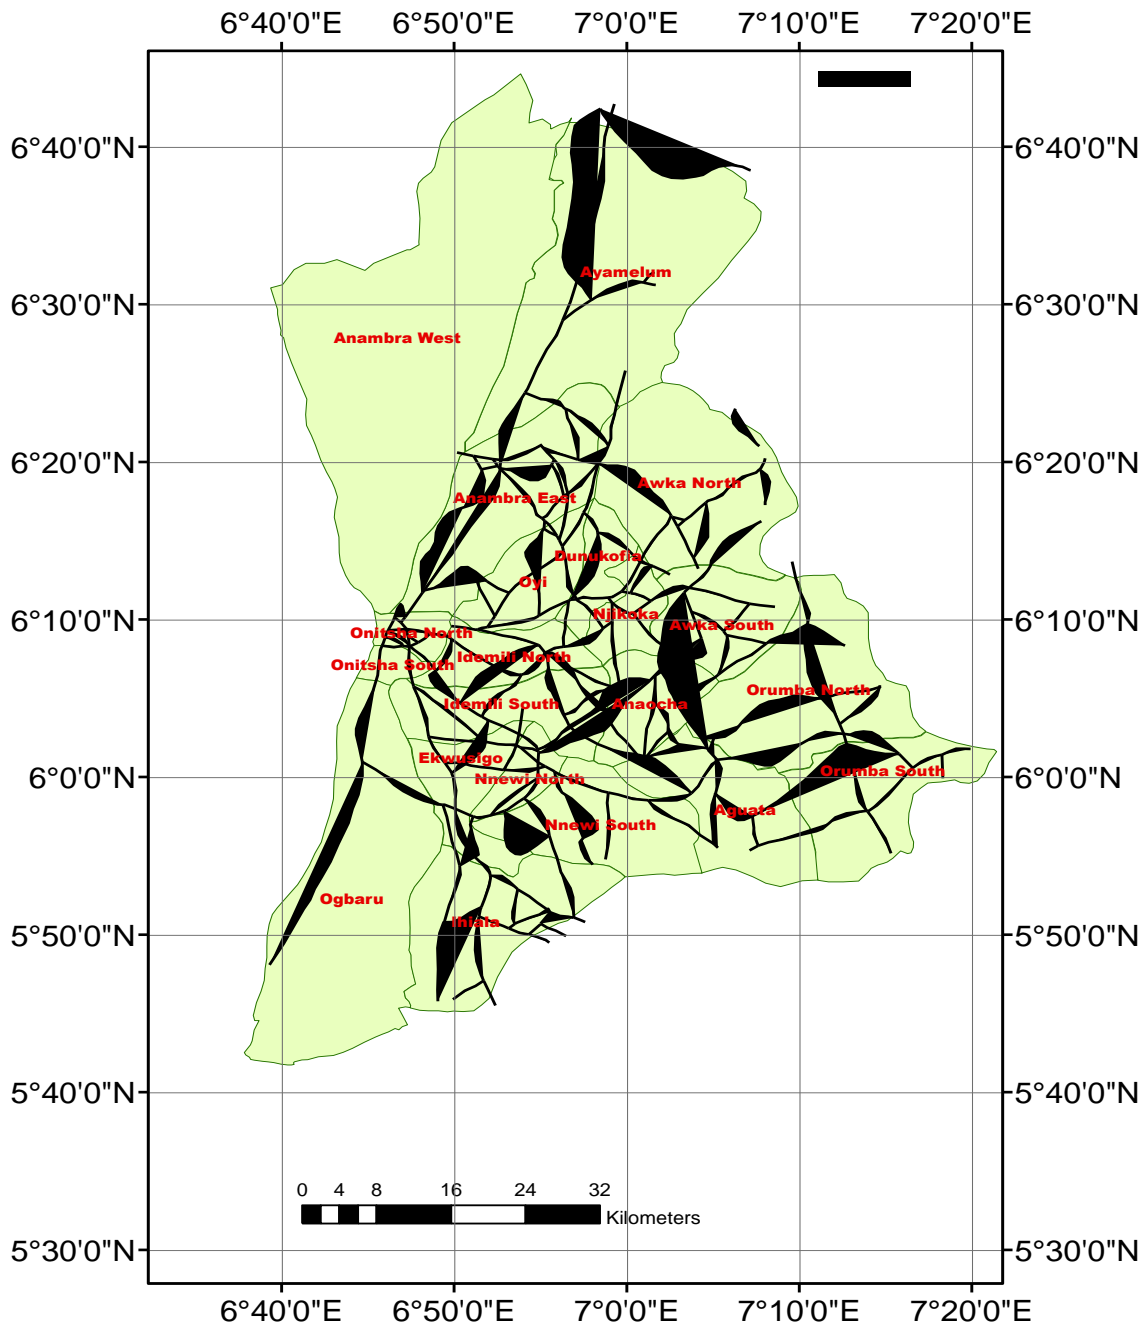 6°40'0"E 6°50'0"E 7°0'0"E 7°10'0"E 7°20'0"E
6°40'0"N 6°40'0"N
Ayamelum
6°30'0"N 6°30'0"N
Anambra West
6°20'0"N 6°20'0"N
Awka North
Anambra East
Dunukofia
Oyi
6°10'0"N Njikoka 6°10'0"N
Awka South
Onitsha North
Idemili North
Onitsha South
Orumba North
Idemili South Anaocha
Ekwusigo
Orumba South
6°0'0"N Nnewi North 6°0'0"N
Aguata
Nnewi South
Ogbaru
Ihiala
5°50'0"N 5°50'0"N
5°40'0"N 5°40'0"N
0 4 8 16 24 32
Kilometers
5°30'0"N 5°30'0"N
6°40'0"E 6°50'0"E 7°0'0"E 7°10'0"E 7°20'0"E